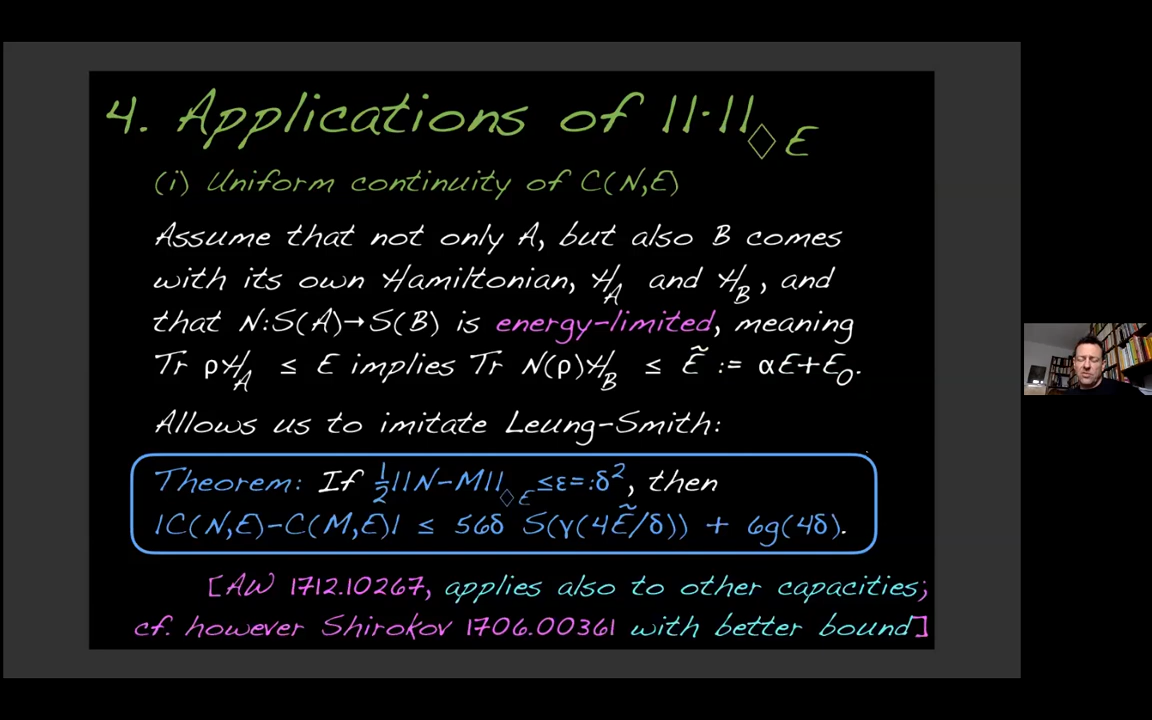 4. Applications of ||·||◇E
(i) Uniform continuity of C(N,E)
Assume that not only A, but also B comes
with its own Hamiltonian, H_A and H_B, and
that N:S(A)→S(B) is energy-limited, meaning
Tr ρH_A ≤ E implies Tr N(ρ)H_B ≤ Ẽ := αE+E_0.
Allows us to imitate Leung-Smith:
Theorem: If ½||N-M||◇E ≤ε=:δ², then
|C(N,E)-C(M,E)| ≤ 56δ S(γ(4Ẽ/δ)) + 6g(4δ).
[AW 1712.10267, applies also to other capacities;
cf. however Shirokov 1706.00361 with better bound]